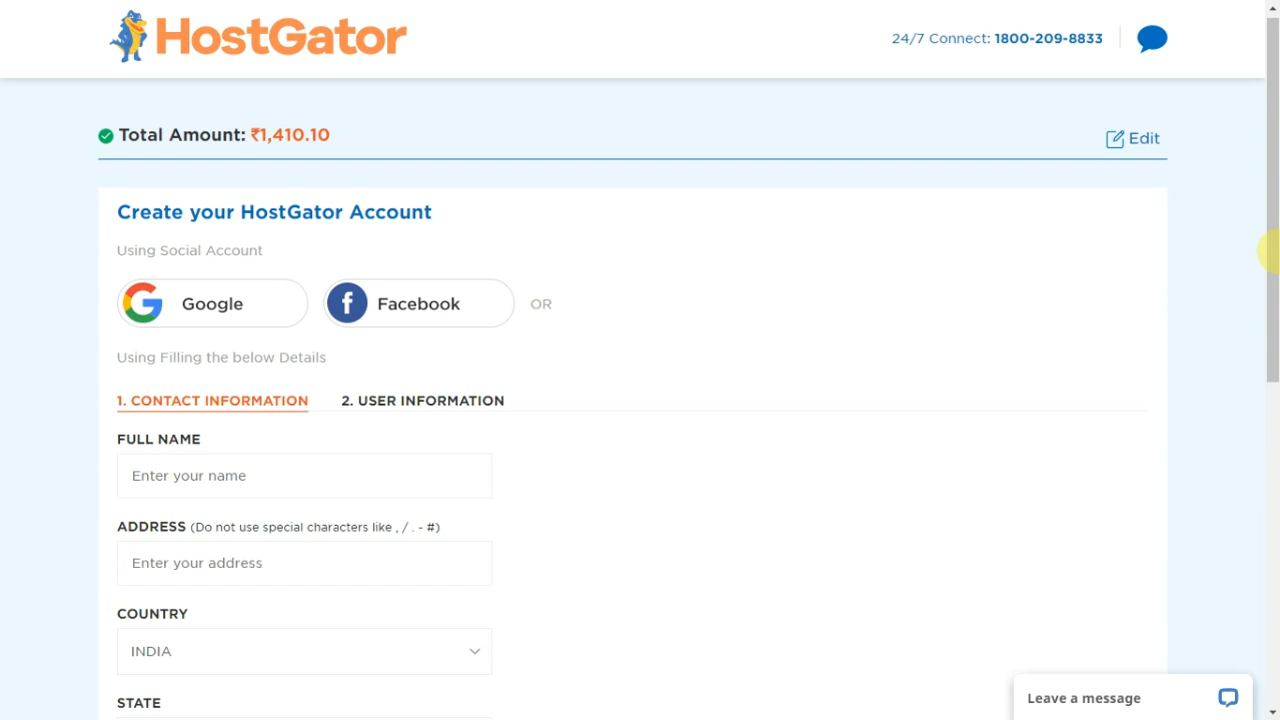 HostGator
24/7 Connect: 1800-209-8833
Total Amount: ₹1,410.10
Edit
Create your HostGator Account
Using Social Account
Google
Facebook
OR
Using Filling the below Details
1. CONTACT INFORMATION
2. USER INFORMATION
FULL NAME
Enter your name
ADDRESS (Do not use special characters like , / . - #)
Enter your address
COUNTRY
INDIA
STATE
Leave a message